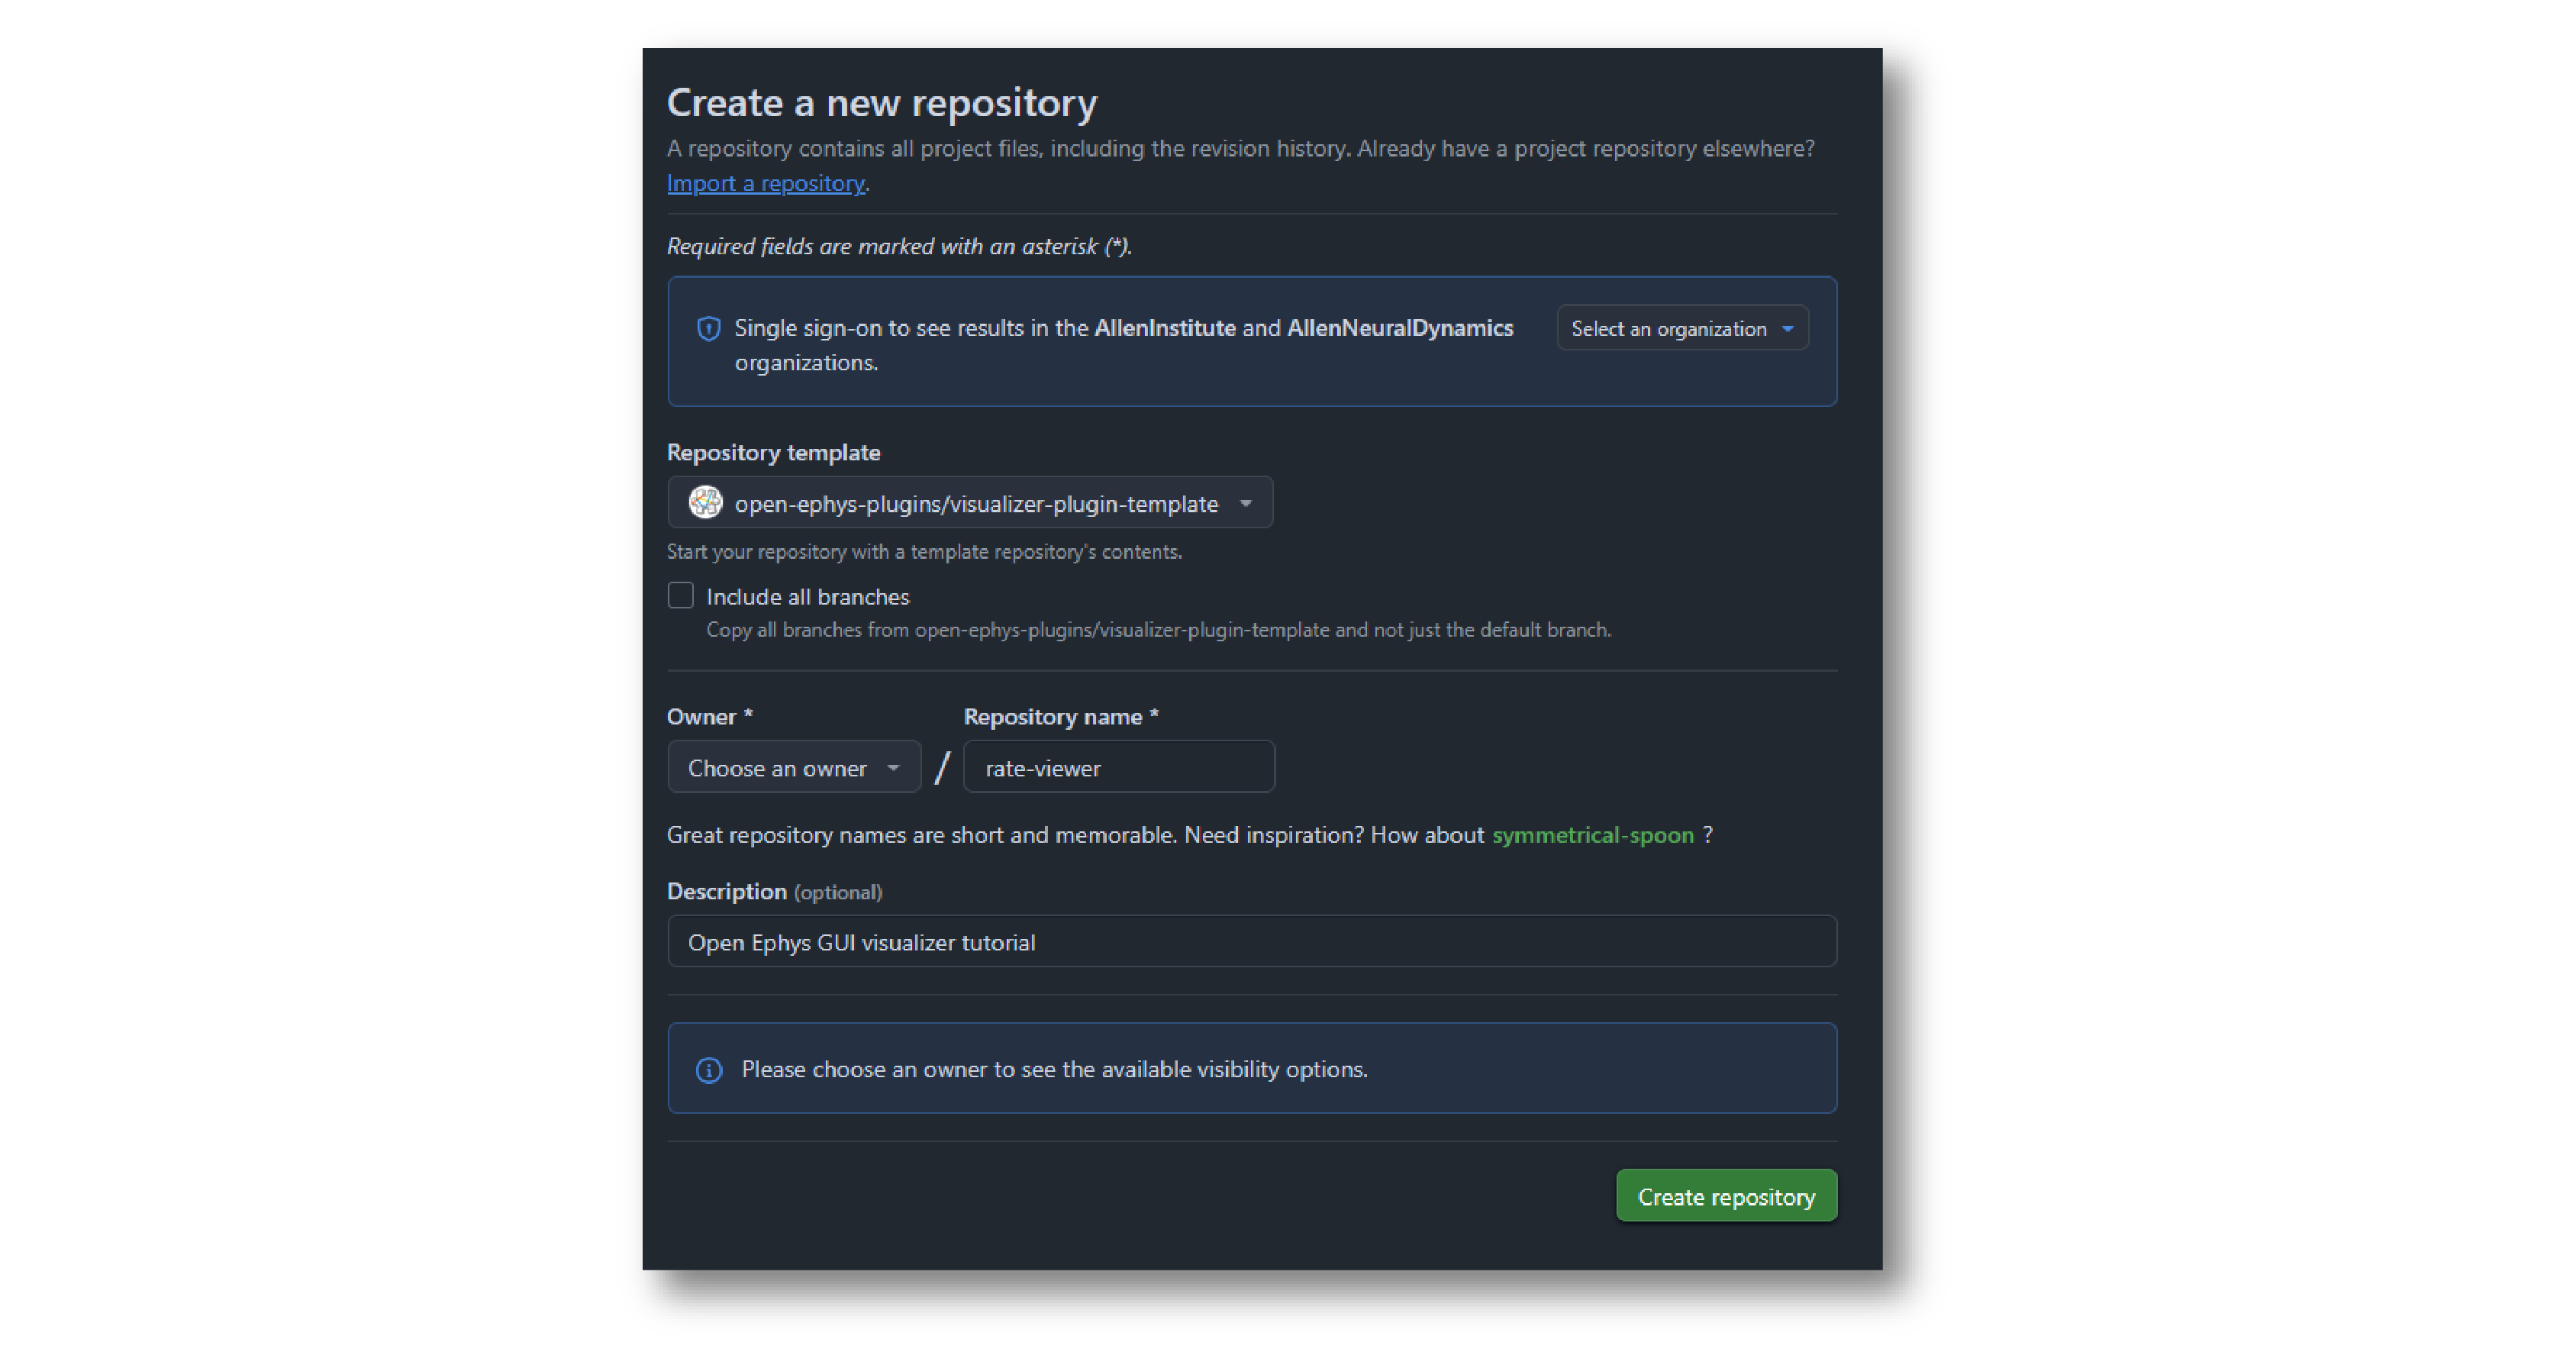 Create a new repository
A repository contains all project files, including the revision history. Already have a project repository elsewhere?
Import a repository.
Required fields are marked with an asterisk (*).
Single sign-on to see results in the AllenInstitute and AllenNeuralDynamics
organizations.
Select an organization
Repository template
open-ephys-plugins/visualizer-plugin-template
Start your repository with a template repository's contents.
Include all branches
Copy all branches from open-ephys-plugins/visualizer-plugin-template and not just the default branch.
Owner * Repository name *
Choose an owner / rate-viewer
Great repository names are short and memorable. Need inspiration? How about symmetrical-spoon ?
Description (optional)
Open Ephys GUI visualizer tutorial
Please choose an owner to see the available visibility options.
Create repository